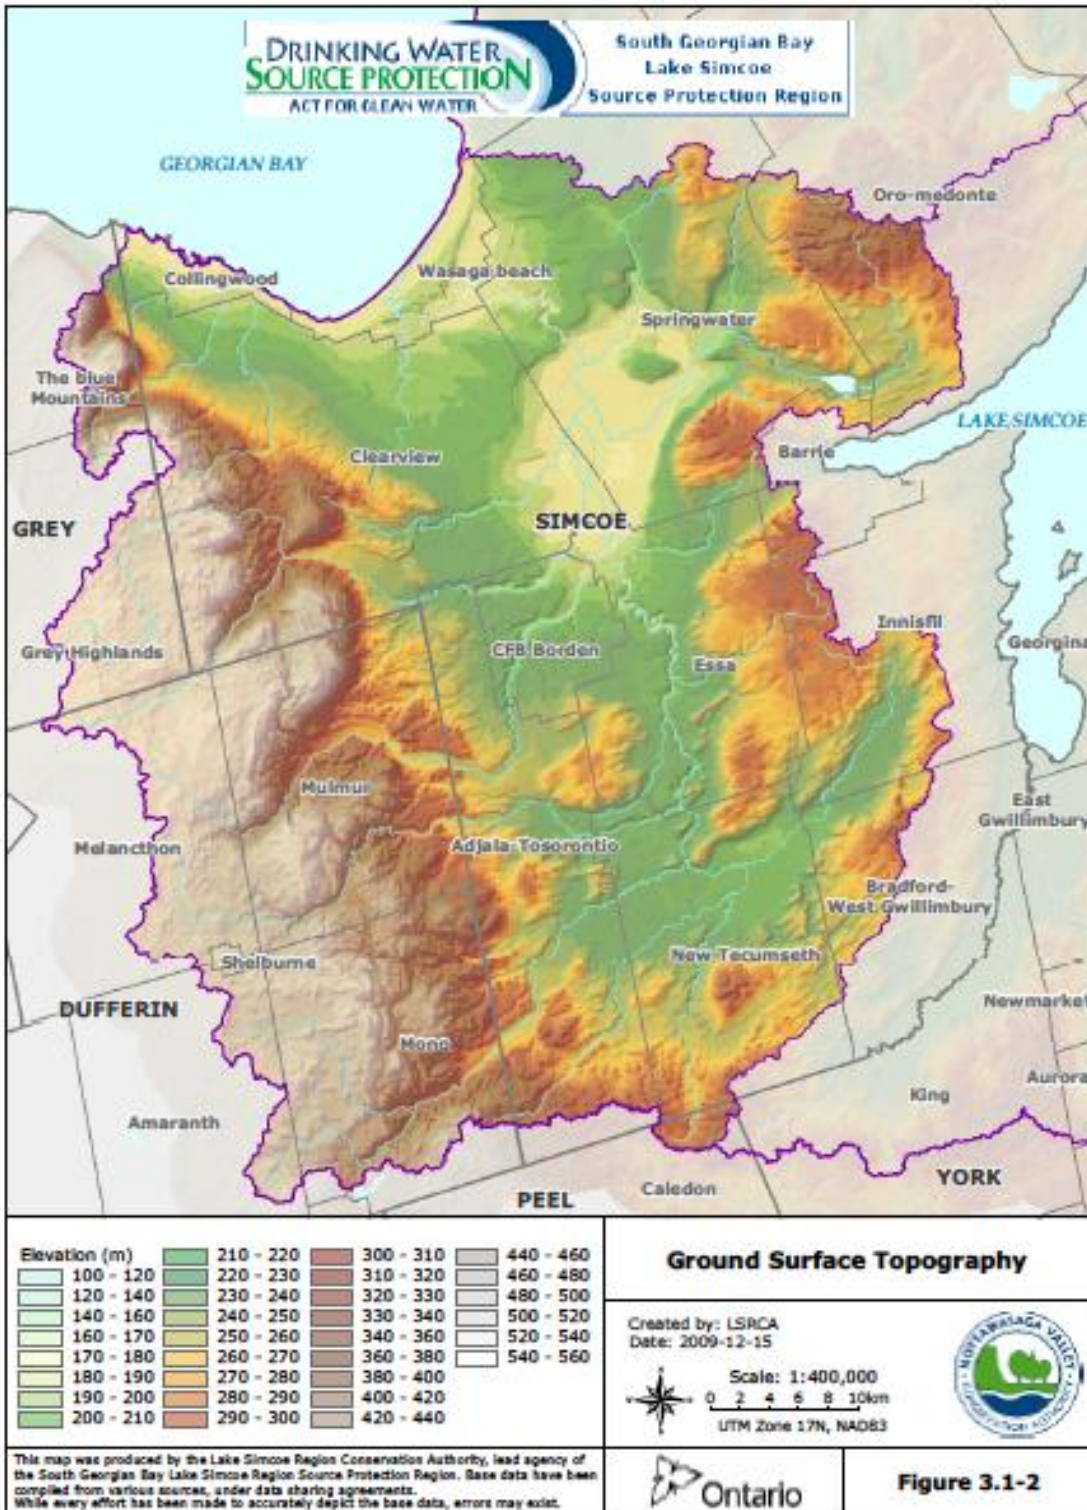 DRINKING WATER
SOURCE PROTECTION
ACT FOR CLEAN WATER
South Georgian Bay
Lake Simcoe
Source Protection Region
GEORGIAN BAY
Oro-medonte
Collingwood
Wasaga beach
Springwater
The blue
Mountains
LAKE SIMCOE
Clearview
Barrie
GREY
SIMCOE
Innisfil
Grey Highlands
CFB Borden
Essa
Georgina
Mulmur
East
Gwillimbury
Melancthon
Adjala-Tosorontio
Bradford-
West Gwillimbury
Shelburne
New Tecumseth
DUFFERIN
Newmarket
Mono
Aurora
King
Amaranth
YORK
PEEL
Caledon
Elevation (m)
100 - 120
120 - 140
140 - 160
160 - 170
170 - 180
180 - 190
190 - 200
200 - 210
210 - 220
220 - 230
230 - 240
240 - 250
250 - 260
260 - 270
270 - 280
280 - 290
290 - 300
300 - 310
310 - 320
320 - 330
330 - 340
340 - 360
360 - 380
380 - 400
400 - 420
420 - 440
440 - 460
460 - 480
480 - 500
500 - 520
520 - 540
540 - 560
Ground Surface Topography
Created by: LSRCA
Date: 2009-12-15
Scale: 1:400,000
0 2 4 6 8 10km
UTM Zone 17N, NAD83
NOTTAWASAGA VALLEY
CONSERVATION AUTHORITY
This map was produced by the Lake Simcoe Region Conservation Authority, lead agency of
the South Georgian Bay Lake Simcoe Region Source Protection Region. Base data have been
compiled from various sources, under data sharing agreements.
While every effort has been made to accurately depict the base data, errors may exist.
Ontario
Figure 3.1-2